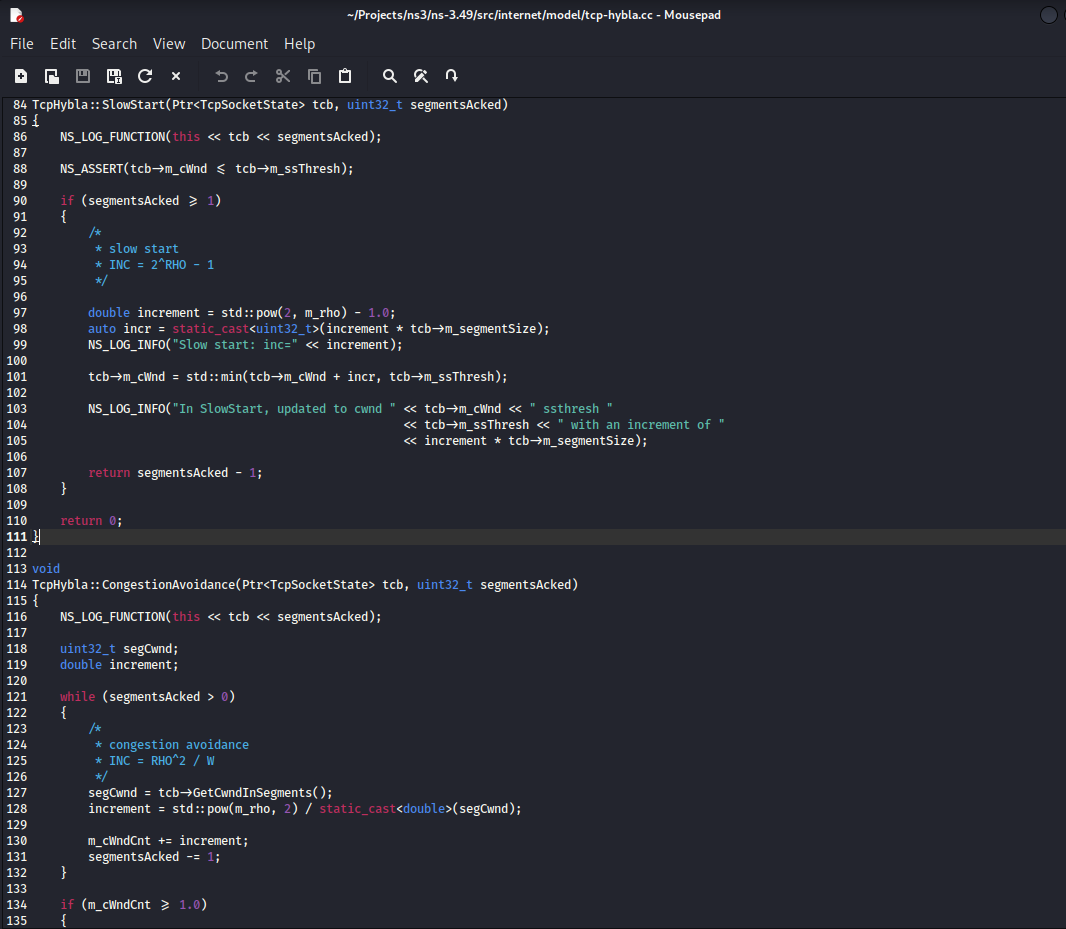 ~/Projects/ns3/ns-3.49/src/internet/model/tcp-hybla.cc - Mousepad
File Edit Search View Document Help
84 TcpHybla::SlowStart(Ptr<TcpSocketState> tcb, uint32_t segmentsAcked)
85 {
86     NS_LOG_FUNCTION(this << tcb << segmentsAcked);
87
88     NS_ASSERT(tcb->m_cWnd <= tcb->m_ssThresh);
89
90     if (segmentsAcked >= 1)
91     {
92         /*
93          * slow start
94          * INC = 2^RHO - 1
95          */
96
97         double increment = std::pow(2, m_rho) - 1.0;
98         auto incr = static_cast<uint32_t>(increment * tcb->m_segmentSize);
99         NS_LOG_INFO("Slow start: inc=" << increment);
100
101         tcb->m_cWnd = std::min(tcb->m_cWnd + incr, tcb->m_ssThresh);
102
103         NS_LOG_INFO("In SlowStart, updated to cwnd " << tcb->m_cWnd << " ssthresh "
104                                                      << tcb->m_ssThresh << " with an increment of "
105                                                      << increment * tcb->m_segmentSize);
106
107         return segmentsAcked - 1;
108     }
109
110     return 0;
111 }
112
113 void
114 TcpHybla::CongestionAvoidance(Ptr<TcpSocketState> tcb, uint32_t segmentsAcked)
115 {
116     NS_LOG_FUNCTION(this << tcb << segmentsAcked);
117
118     uint32_t segCwnd;
119     double increment;
120
121     while (segmentsAcked > 0)
122     {
123         /*
124          * congestion avoidance
125          * INC = RHO^2 / W
126          */
127         segCwnd = tcb->GetCwndInSegments();
128         increment = std::pow(m_rho, 2) / static_cast<double>(segCwnd);
129
130         m_cWndCnt += increment;
131         segmentsAcked -= 1;
132     }
133
134     if (m_cWndCnt >= 1.0)
135     {